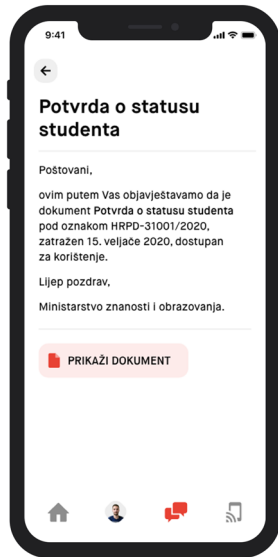 9:41
Potvrda o statusu
studenta
Poštovani,
ovim putem Vas objavještavamo da je
dokument Potvrda o statusu studenta
pod oznakom HRPD-31001/2020,
zatražen 15. veljače 2020, dostupan
za korištenje.
Lijep pozdrav,
Ministarstvo znanosti i obrazovanja.
PRIKAŽI DOKUMENT